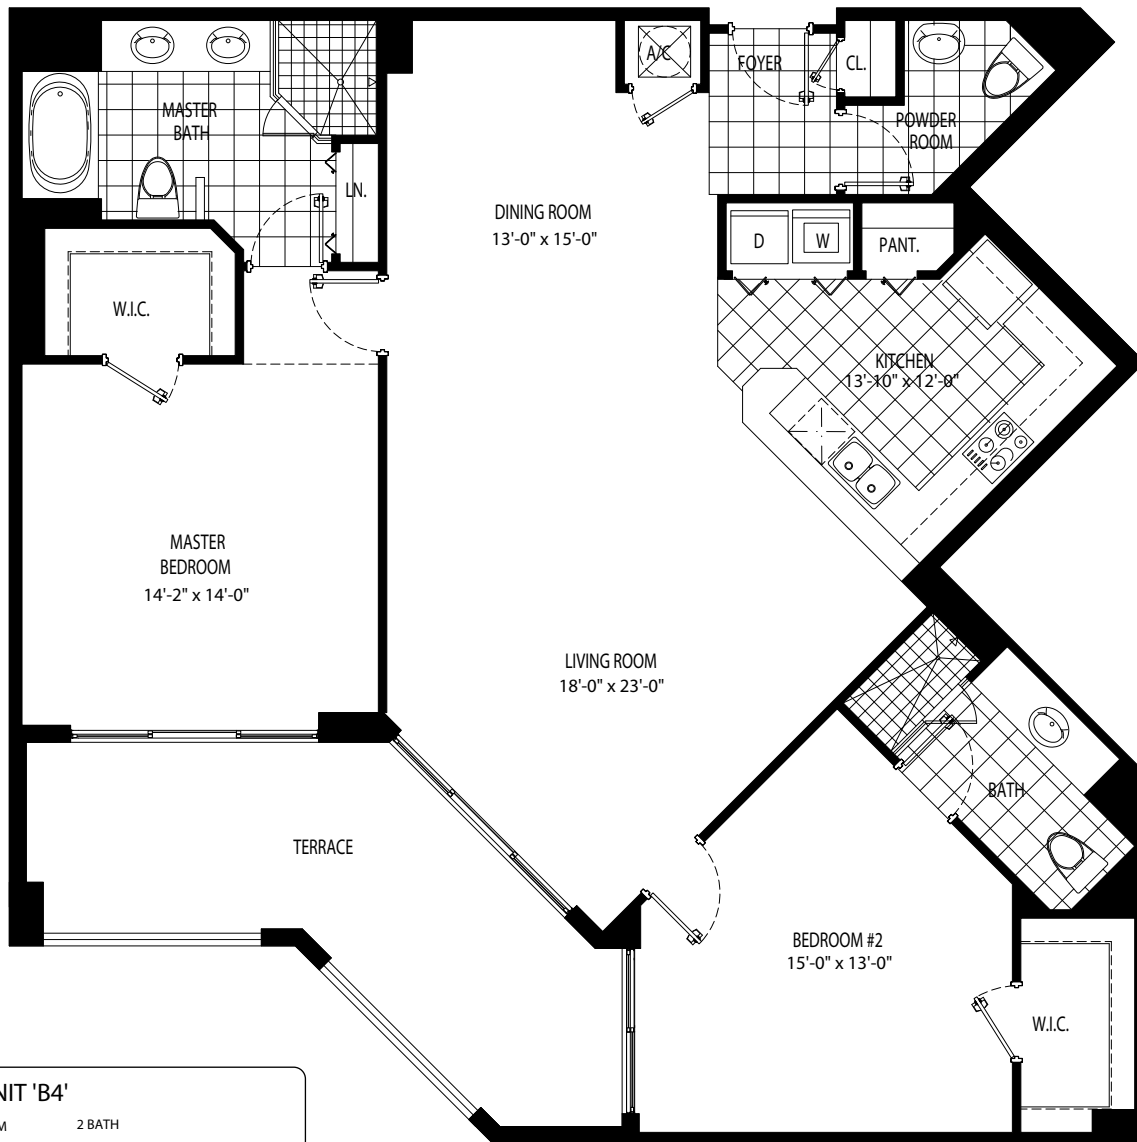 A/C
FOYER
CL.
MASTER
BATH
POWDER
ROOM
LN.
DINING ROOM
13'-0" x 15'-0"
D
W
PANT.
W.I.C.
KITCHEN
13'-10" x 12'-0"
MASTER
BEDROOM
14'-2" x 14'-0"
LIVING ROOM
18'-0" x 23'-0"
BATH
TERRACE
BEDROOM #2
15'-0" x 13'-0"
W.I.C.
'B4'
2 BATH